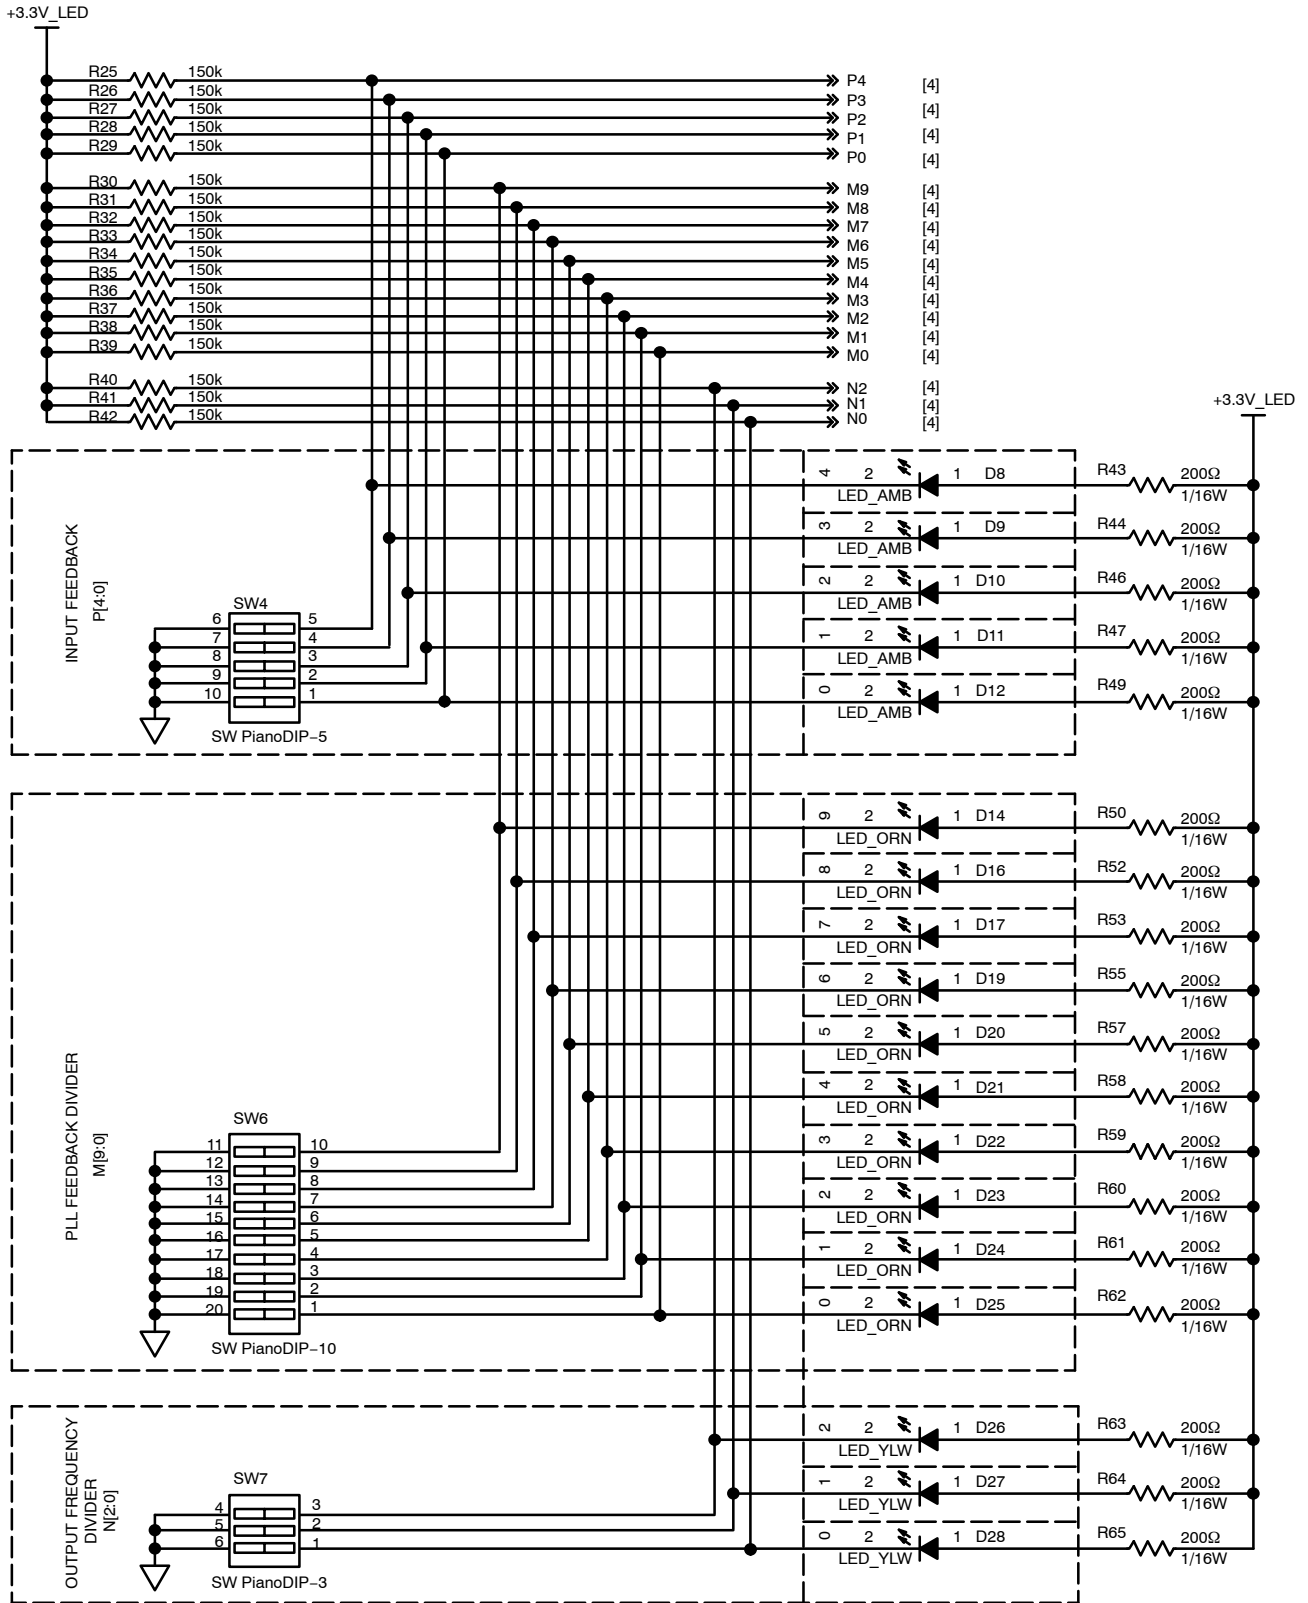 +3.3V_LED
R25 150k P4 [4]
R26 150k P3 [4]
R27 150k P2
R28 150k P1 [4]
R29 150k P0 [4]
R30 150k M9 [4]
R31 150k M8 [4]
R32 150k M7 [4]
R33 150k M6 [4]
R34 150k M5 [4]
R35 150k M4 [4]
R36 150k M3 [4]
R37 150k M2 [4]
R38 150k M1 [4]
R39 150k M0 [4]
R40 150k N2 [4]
R41 150k N1 [4]
R42 150k N0 [4]
+3.3V_LED
INPUT FEEDBACK
P[4:0]
SW4
6 5
7 4
8 3
9 2
10 1
SW PianoDIP–5
4 2 1 D8 R43 200Ω
LED_AMB 1/16W
3 2 1 D9 R44 200Ω
LED_AMB 1/16W
2 2 1 D10 R46 200Ω
LED_AMB 1/16W
1 2 1 D11 R47 200Ω
LED_AMB 1/16W
0 2 1 D12 R49 200Ω
LED_AMB 1/16W
PLL FEEDBACK DIVIDER
M[9:0]
SW6
11 10
12 9
13 8
14 7
15 6
16 5
17 4
18 3
19 2
20 1
SW PianoDIP–10
9 2 1 D14 R50 200Ω
LED_ORN 1/16W
8 2 1 D16 R52 200Ω
LED_ORN 1/16W
7 2 1 D17 R53 200Ω
LED_ORN 1/16W
6 2 1 D19 R55 200Ω
LED_ORN 1/16W
5 2 1 D20 R57 200Ω
LED_ORN 1/16W
4 2 1 D21 R58 200Ω
LED_ORN 1/16W
3 2 1 D22 R59 200Ω
LED_ORN 1/16W
2 2 1 D23 R60 200Ω
LED_ORN 1/16W
1 2 1 D24 R61 200Ω
LED_ORN 1/16W
0 2 1 D25 R62 200Ω
LED_ORN 1/16W
OUTPUT FREQUENCY
DIVIDER
N[2:0]
SW7
4 3
5 2
6 1
SW PianoDIP–3
2 2 1 D26 R63 200Ω
LED_YLW 1/16W
1 2 1 D27 R64 200Ω
LED_YLW 1/16W
0 2 1 D28 R65 200Ω
LED_YLW 1/16W